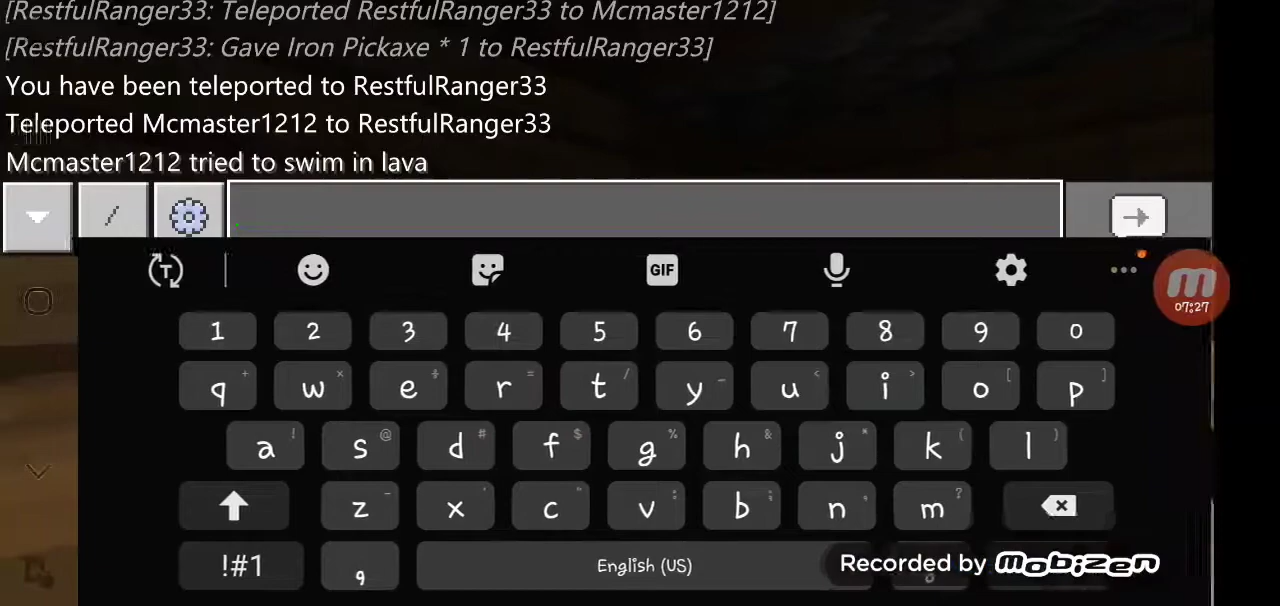 [RestfulRanger33: Teleported RestfulRanger33 to Mcmaster1212]
[RestfulRanger33: Gave Iron Pickaxe * 1 to RestfulRanger33]
You have been teleported to RestfulRanger33
Teleported Mcmaster1212 to RestfulRanger33
Mcmaster1212 tried to swim in lava
/
T GIF
07:27
1 2 3 4 5 6 7 8 9 0
q + w × e ÷ r = t / y _ u < i > o [ p ]
a ! s @ d # f $ g % h & j * k ( l )
z - x ' c " v : b ; n , m ?
!#1 , English (US) Recorded by mobizen